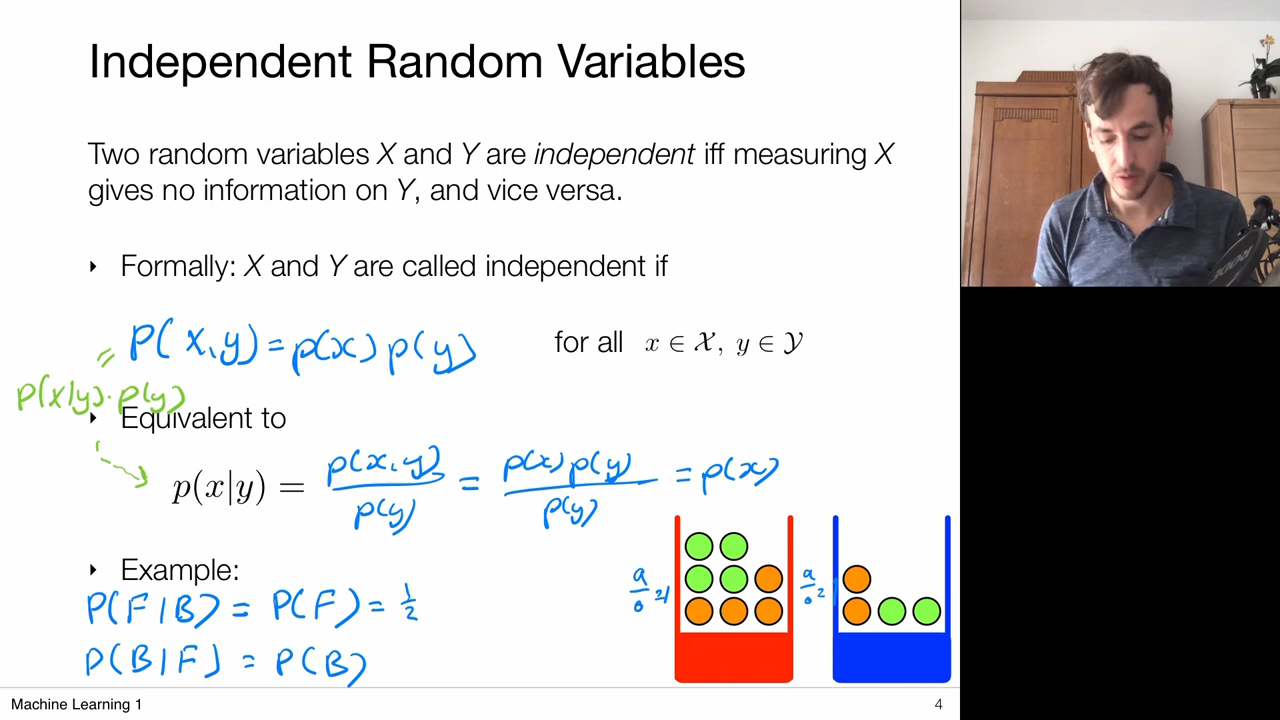 Independent Random Variables
Two random variables X and Y are independent iff measuring X
gives no information on Y, and vice versa.
‣ Formally: X and Y are called independent if
= p(x,y) = p(x) p(y)
for all x ∈ 𝒳, y ∈ 𝒴
p(x|y)·p(y)
‣ Equivalent to
p(x|y) = p(x,y)/p(y) = p(x)p(y)/p(y) = p(x)
‣ Example:
P(F|B) = P(F) = 1/2
P(B|F) = P(B)
Machine Learning 1
4